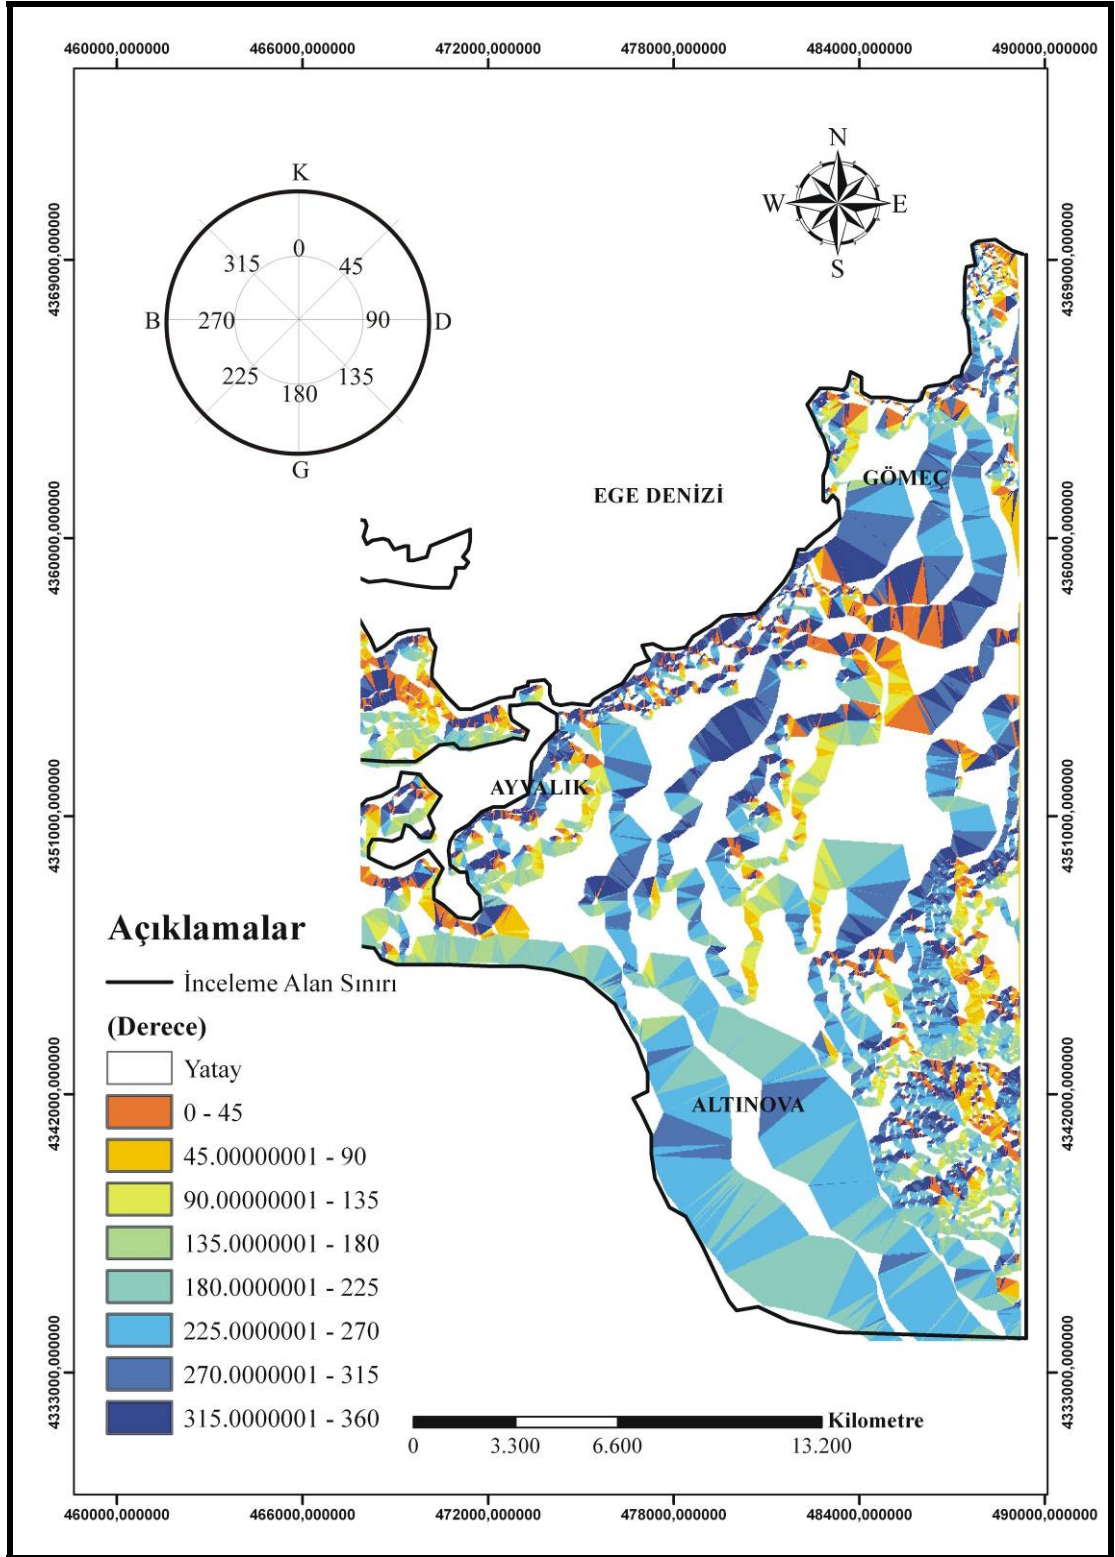 460000,000000 466000,000000 472000,000000 478000,000000 484000,000000 490000,000000
N
W E
S
K
0
315 45
B 270 90 D
225 135
180
G
4369000,000000 4369000,000000
GÖMEÇ
EGE DENİZİ
4360000,000000 4360000,000000
AYVALIK
4351000,000000 4351000,000000
Açıklamalar
İnceleme Alan Sınırı
(Derece)
Yatay
0 - 45
45.00000001 - 90
90.00000001 - 135
135.0000001 - 180
180.0000001 - 225
225.0000001 - 270
270.0000001 - 315
315.0000001 - 360
ALTINOVA
4342000,000000 4342000,000000
4333000,000000 4333000,000000
Kilometre
0 3.300 6.600 13.200
460000,000000 466000,000000 472000,000000 478000,000000 484000,000000 490000,000000